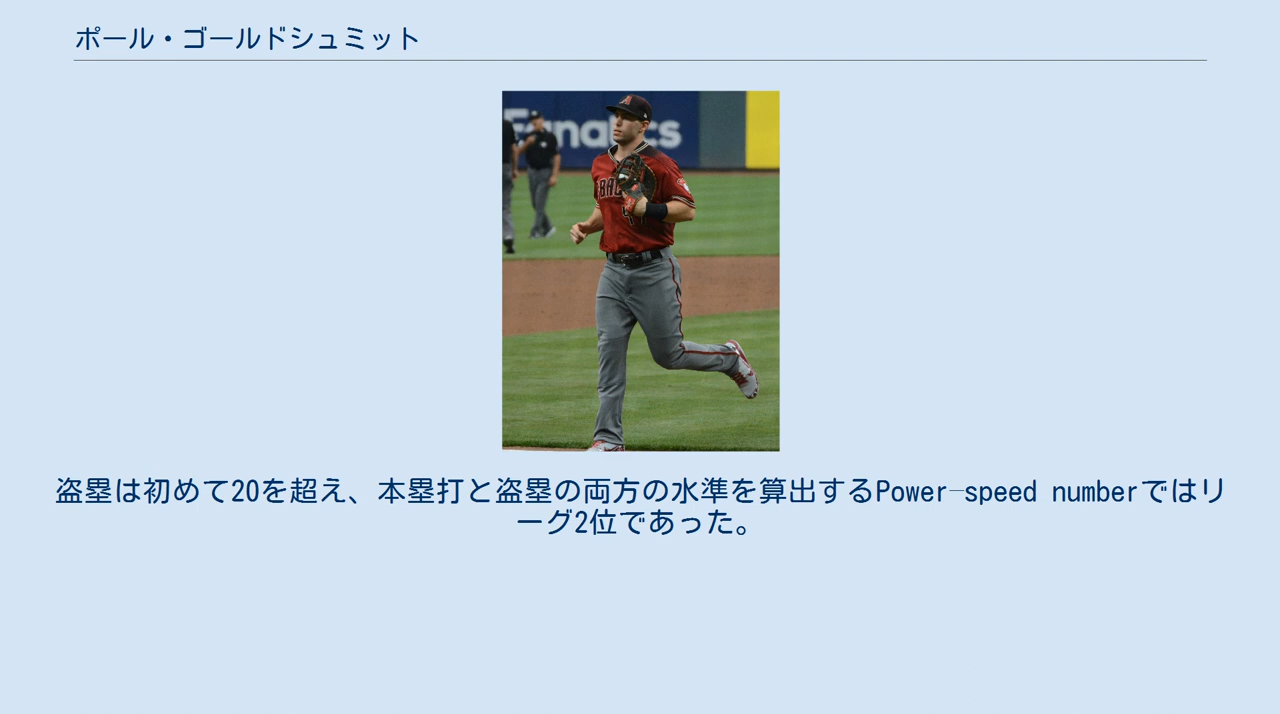 ポール・ゴールドシュミット
Fanatics
盗塁は初めて20を超え、本塁打と盗塁の両方の水準を算出するPower–speed numberではリ
ーグ2位であった。